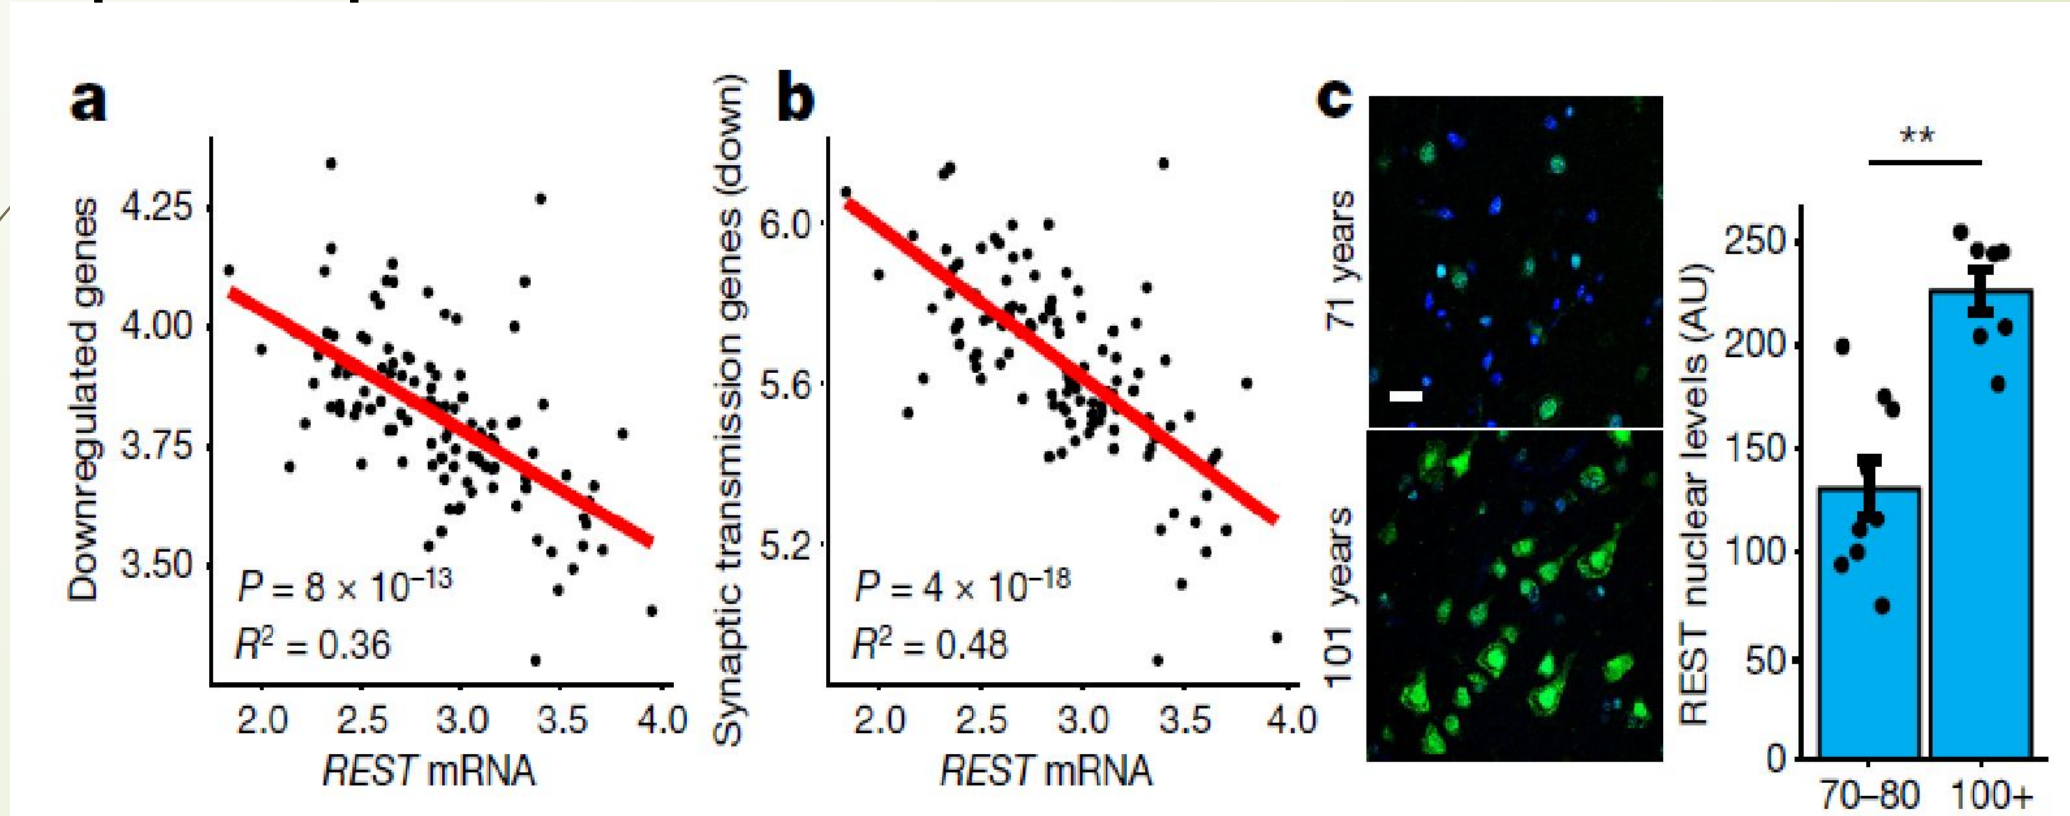 a
Downregulated genes
4.25
4.00
3.75
3.50
P = 8 × 10⁻¹³
R² = 0.36
2.0 2.5 3.0 3.5 4.0
REST mRNA
b
Synaptic transmission genes (down)
6.0
5.6
5.2
P = 4 × 10⁻¹⁸
R² = 0.48
2.0 2.5 3.0 3.5 4.0
REST mRNA
c
71 years
101 years
REST nuclear levels (AU)
**
250
200
150
100
50
0
70–80 100+